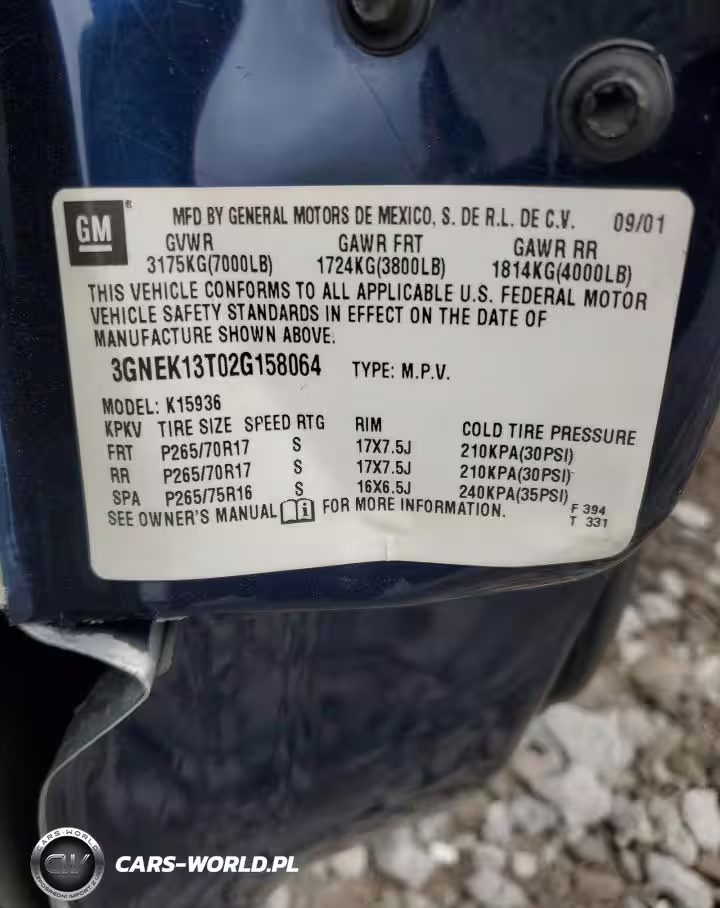 GM®
MFD BY GENERAL MOTORS DE MEXICO, S. DE R.L. DE C.V. 09/01
GVWR GAWR FRT GAWR RR
3175KG(7000LB) 1724KG(3800LB) 1814KG(4000LB)
THIS VEHICLE CONFORMS TO ALL APPLICABLE U.S. FEDERAL MOTOR
VEHICLE SAFETY STANDARDS IN EFFECT ON THE DATE OF
MANUFACTURE SHOWN ABOVE.
3GNEK13T02G158064 TYPE: M.P.V.
MODEL: K15936
KPKV TIRE SIZE SPEED RTG RIM COLD TIRE PRESSURE
FRT P265/70R17 S 17X7.5J 210KPA(30PSI)
RR P265/70R17 S 17X7.5J 210KPA(30PSI)
SPA P265/75R16 S 16X6.5J 240KPA(35PSI)
SEE OWNER'S MANUAL i FOR MORE INFORMATION. F 394
T 331
CARS-WORLD
CW
CARS-WORLD.PL